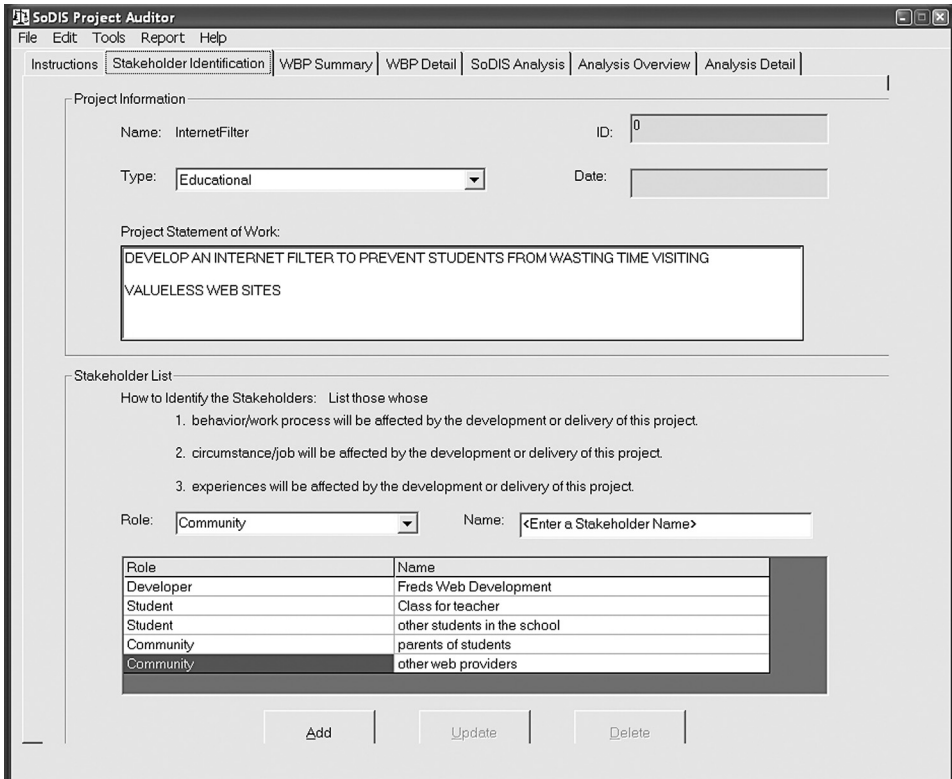 SoDIS Project Auditor
File Edit Tools Report Help
Instructions Stakeholder Identification WBP Summary WBP Detail SoDIS Analysis Analysis Overview Analysis Detail
Project Information
Name: InternetFilter ID: 0
Type: Educational Date:
Project Statement of Work:
DEVELOP AN INTERNET FILTER TO PREVENT STUDENTS FROM WASTING TIME VISITING
VALUELESS WEB SITES
Stakeholder List
How to Identify the Stakeholders: List those whose
1. behavior/work process will be affected by the development or delivery of this project.
2. circumstance/job will be affected by the development or delivery of this project.
3. experiences will be affected by the development or delivery of this project.
Role: Community Name: <Enter a Stakeholder Name>
Role Name
Developer Freds Web Development
Student Class for teacher
Student other students in the school
Community parents of students
Community other web providers
Add Update Delete